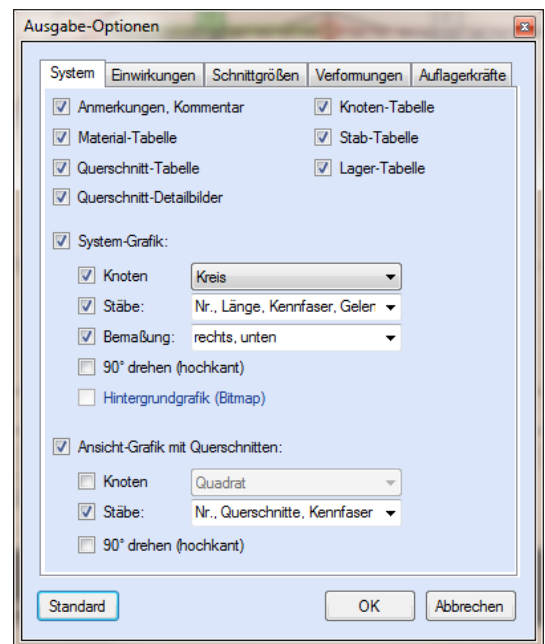 Ausgabe-Optionen
System Einwirkungen Schnittgrößen Verformungen Auflagerkräfte
Anmerkungen, Kommentar Knoten-Tabelle
Material-Tabelle Stab-Tabelle
Querschnitt-Tabelle Lager-Tabelle
Querschnitt-Detailbilder
System-Grafik:
Knoten Kreis
Stäbe: Nr., Länge, Kennfaser, Gelen
Bemaßung: rechts, unten
90° drehen (hochkant)
Hintergrundgrafik (Bitmap)
Ansicht-Grafik mit Querschnitten:
Knoten Quadrat
Stäbe: Nr., Querschnitte, Kennfaser
90° drehen (hochkant)
Standard OK Abbrechen